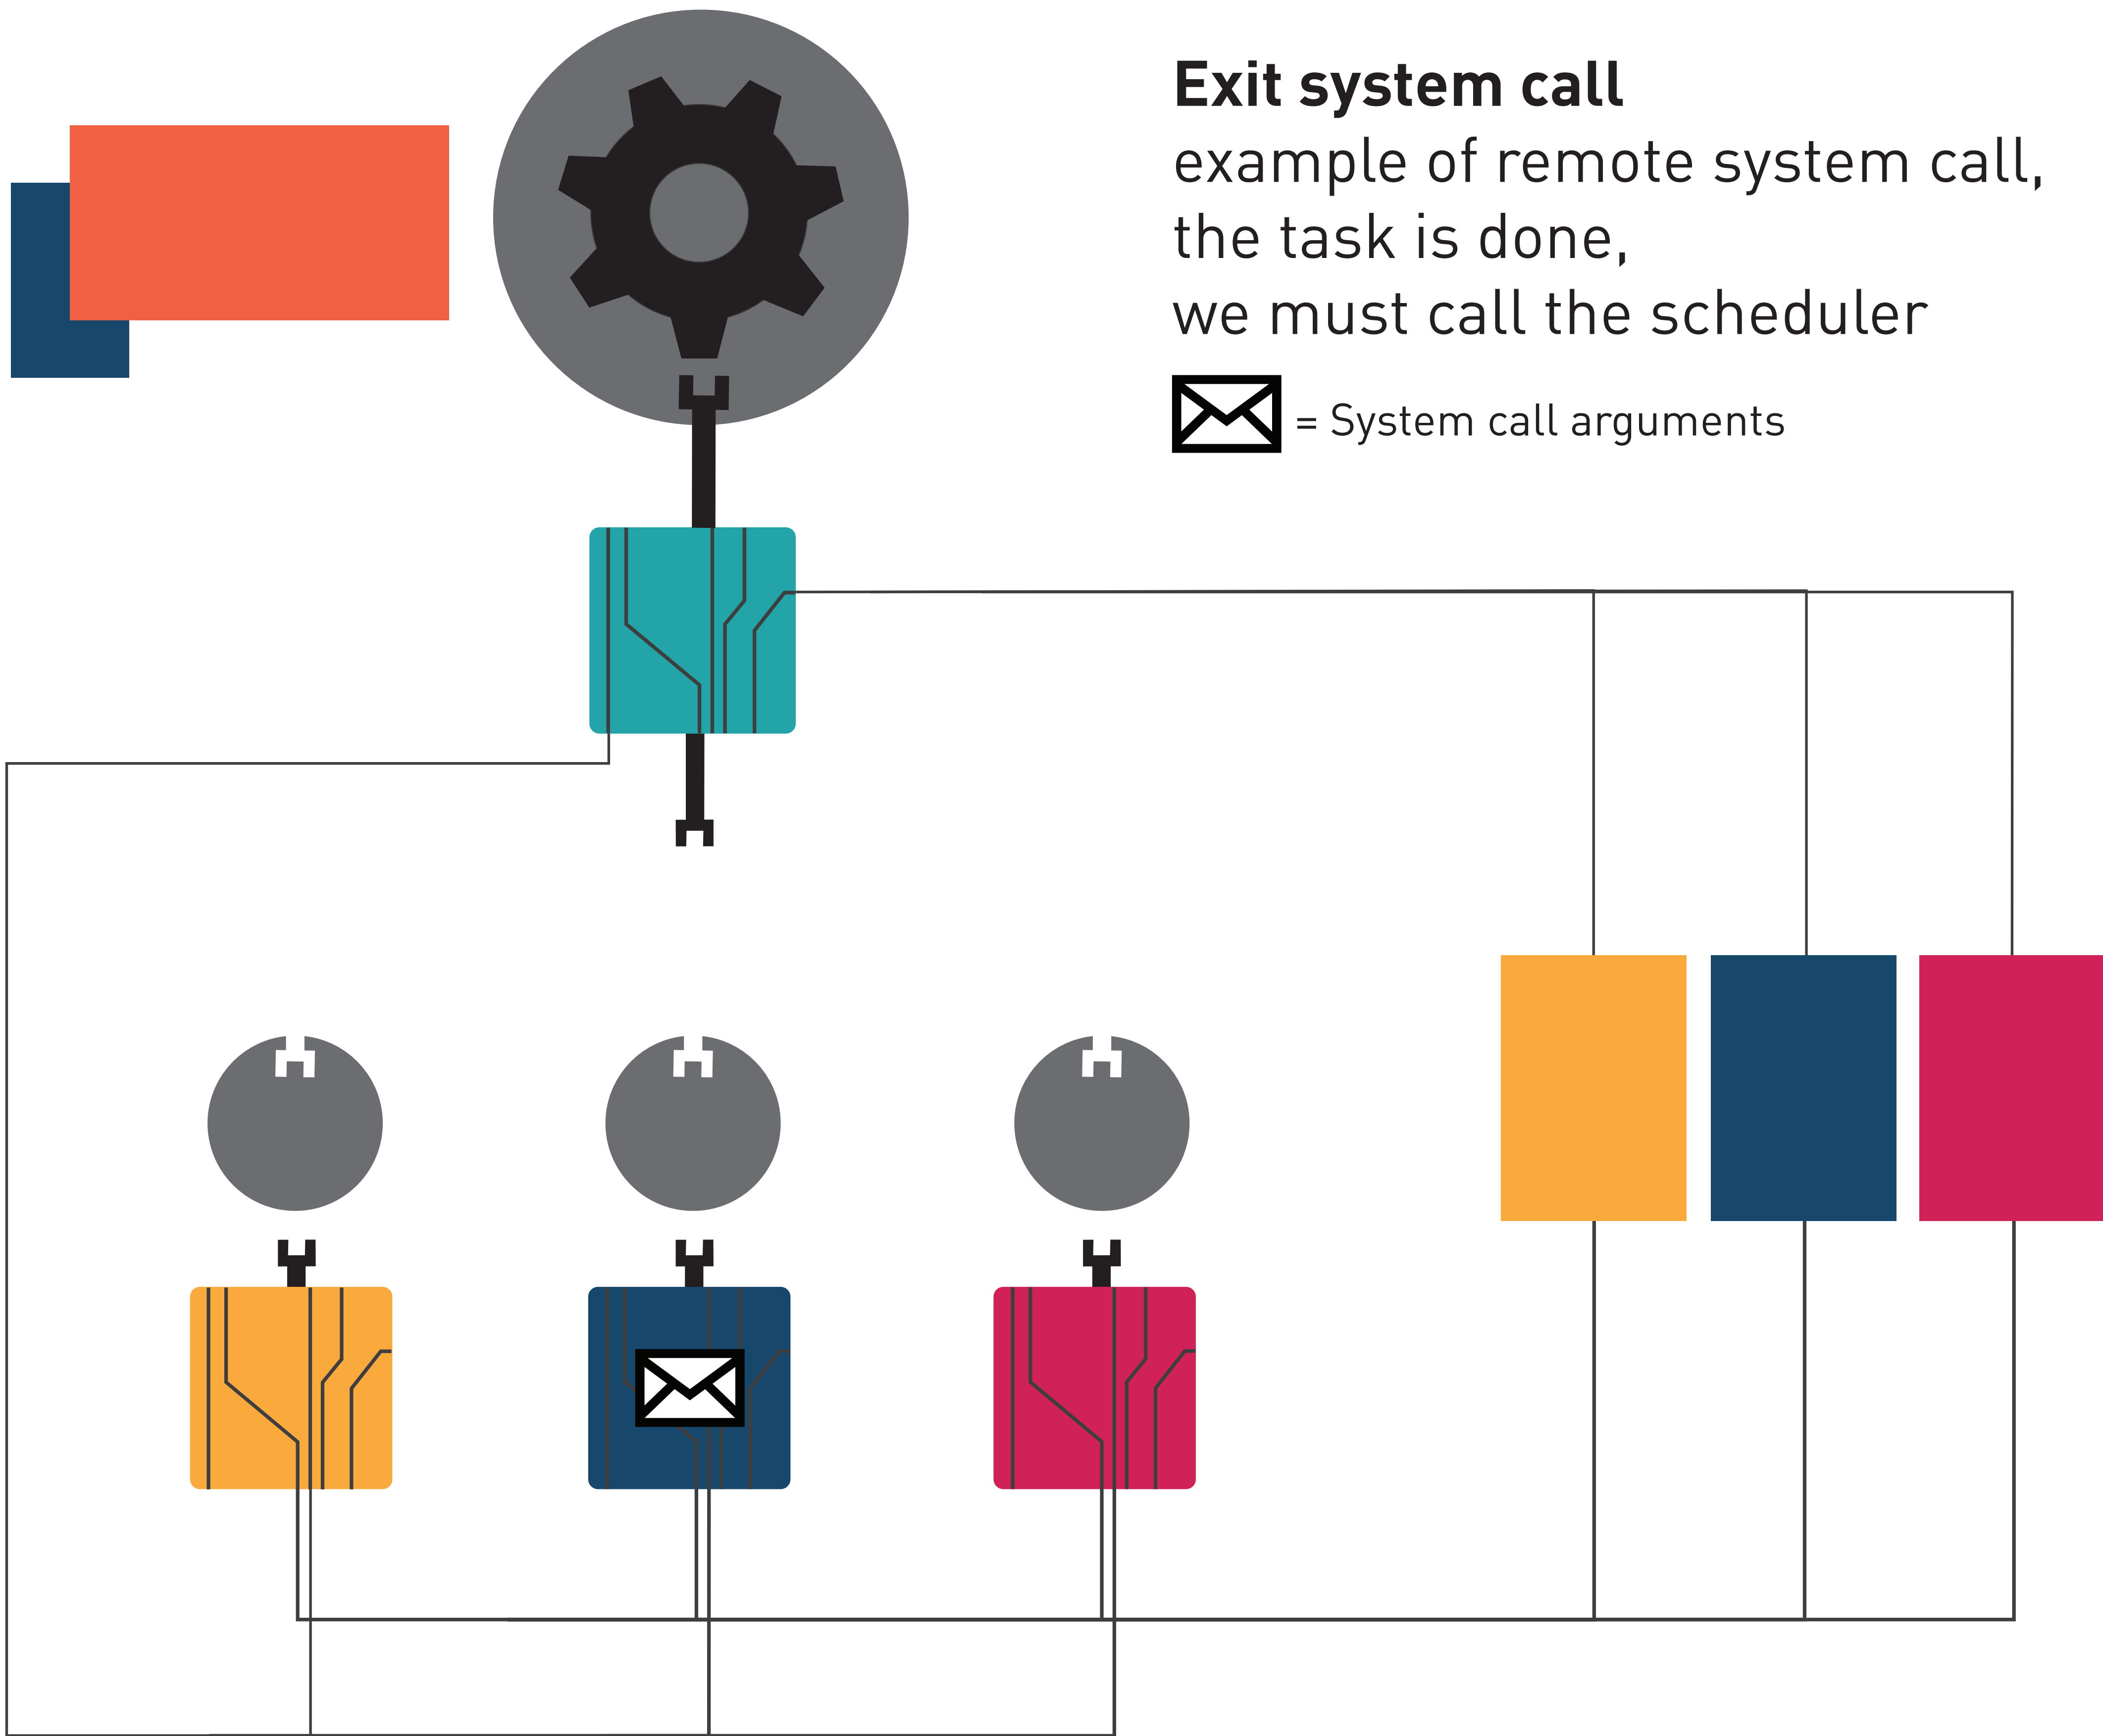 Exit system call
example of remote system call,
the task is done,
we must call the scheduler
= System call arguments